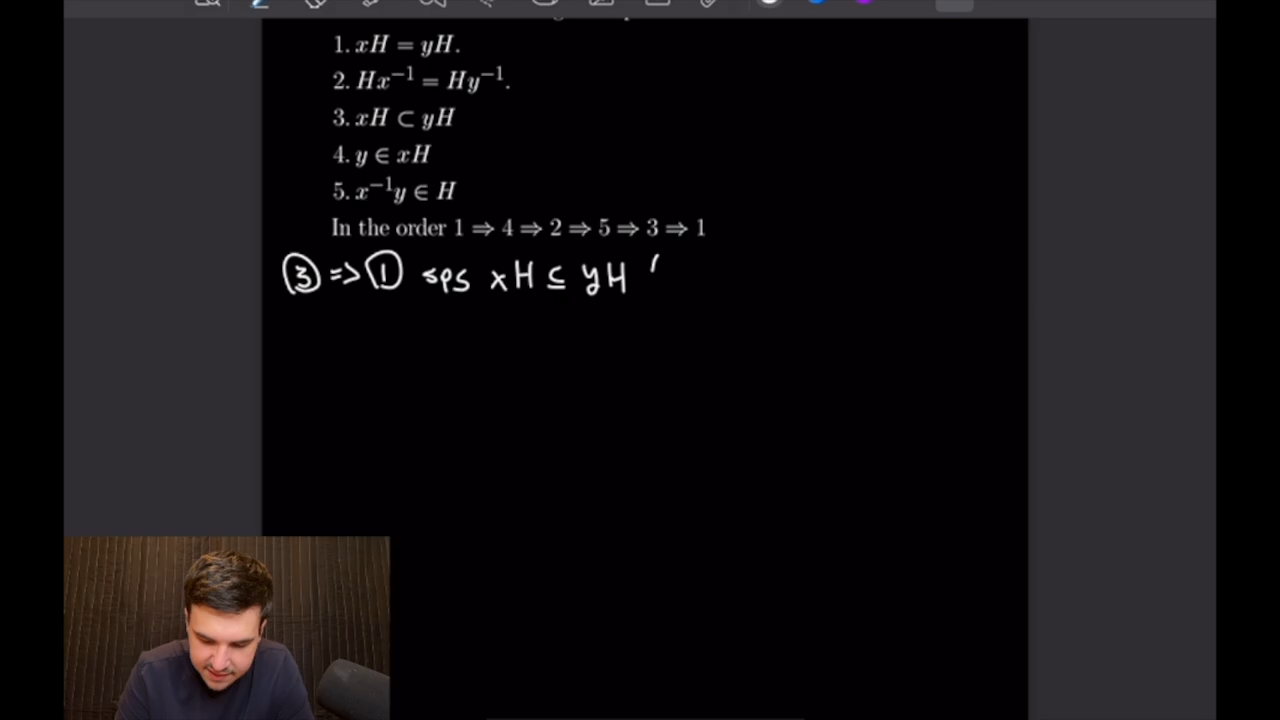 1. xH = yH.
2. Hx⁻¹ = Hy⁻¹.
3. xH ⊂ yH
4. y ∈ xH
5. x⁻¹y ∈ H
In the order 1 ⇒ 4 ⇒ 2 ⇒ 5 ⇒ 3 ⇒ 1
③ => ① sps xH ⊆ yH